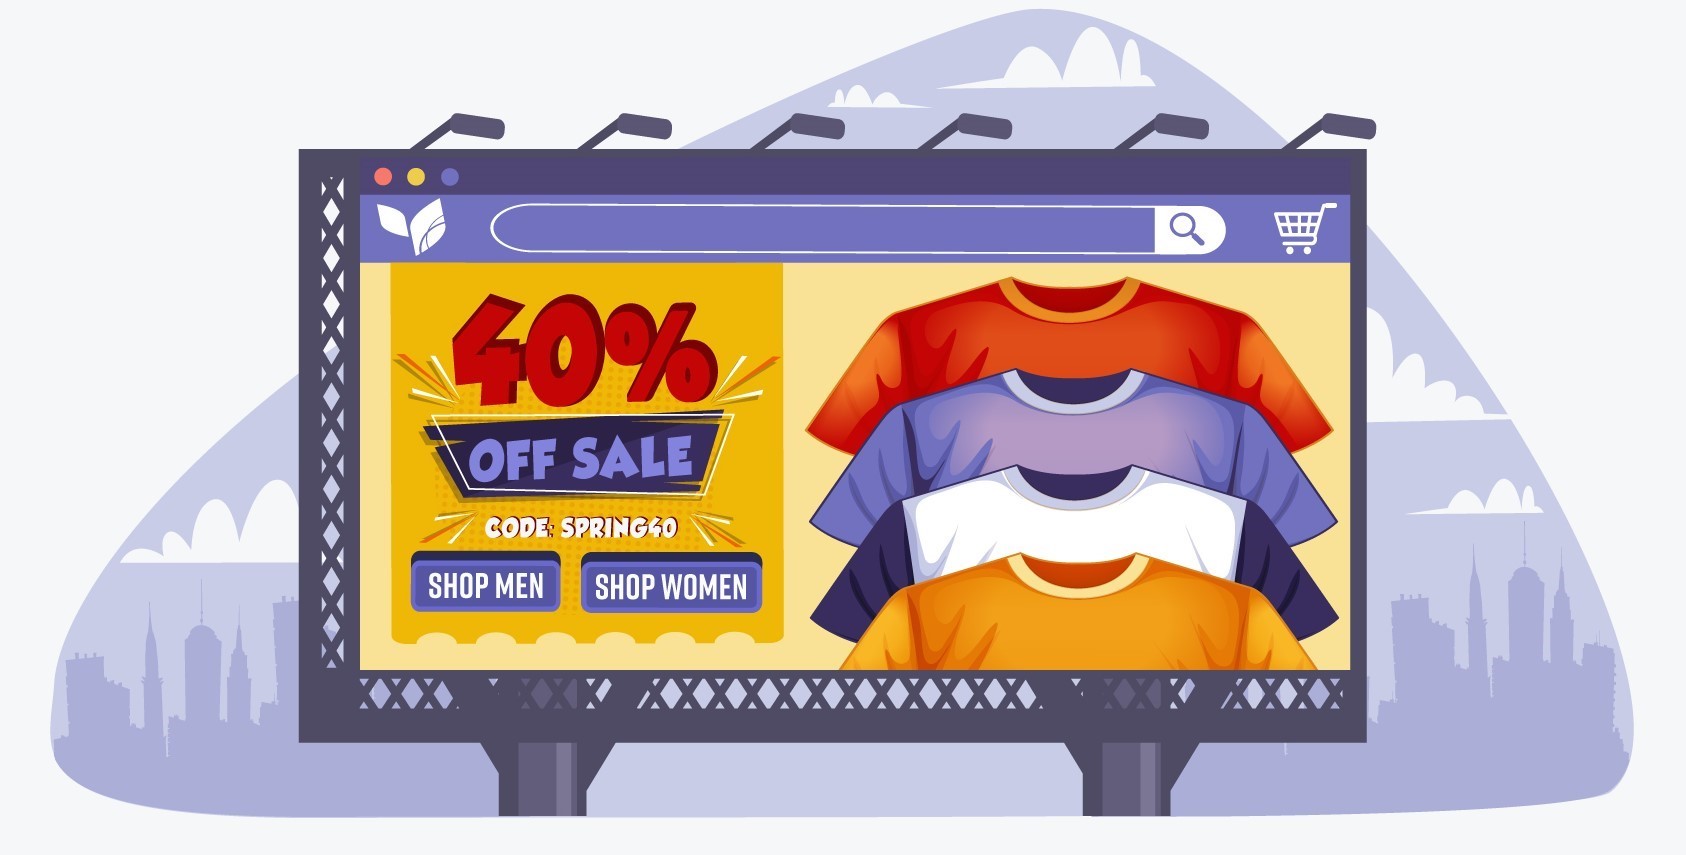 40%
OFF SALE
CODE: SPRING40
SHOP MEN
SHOP WOMEN